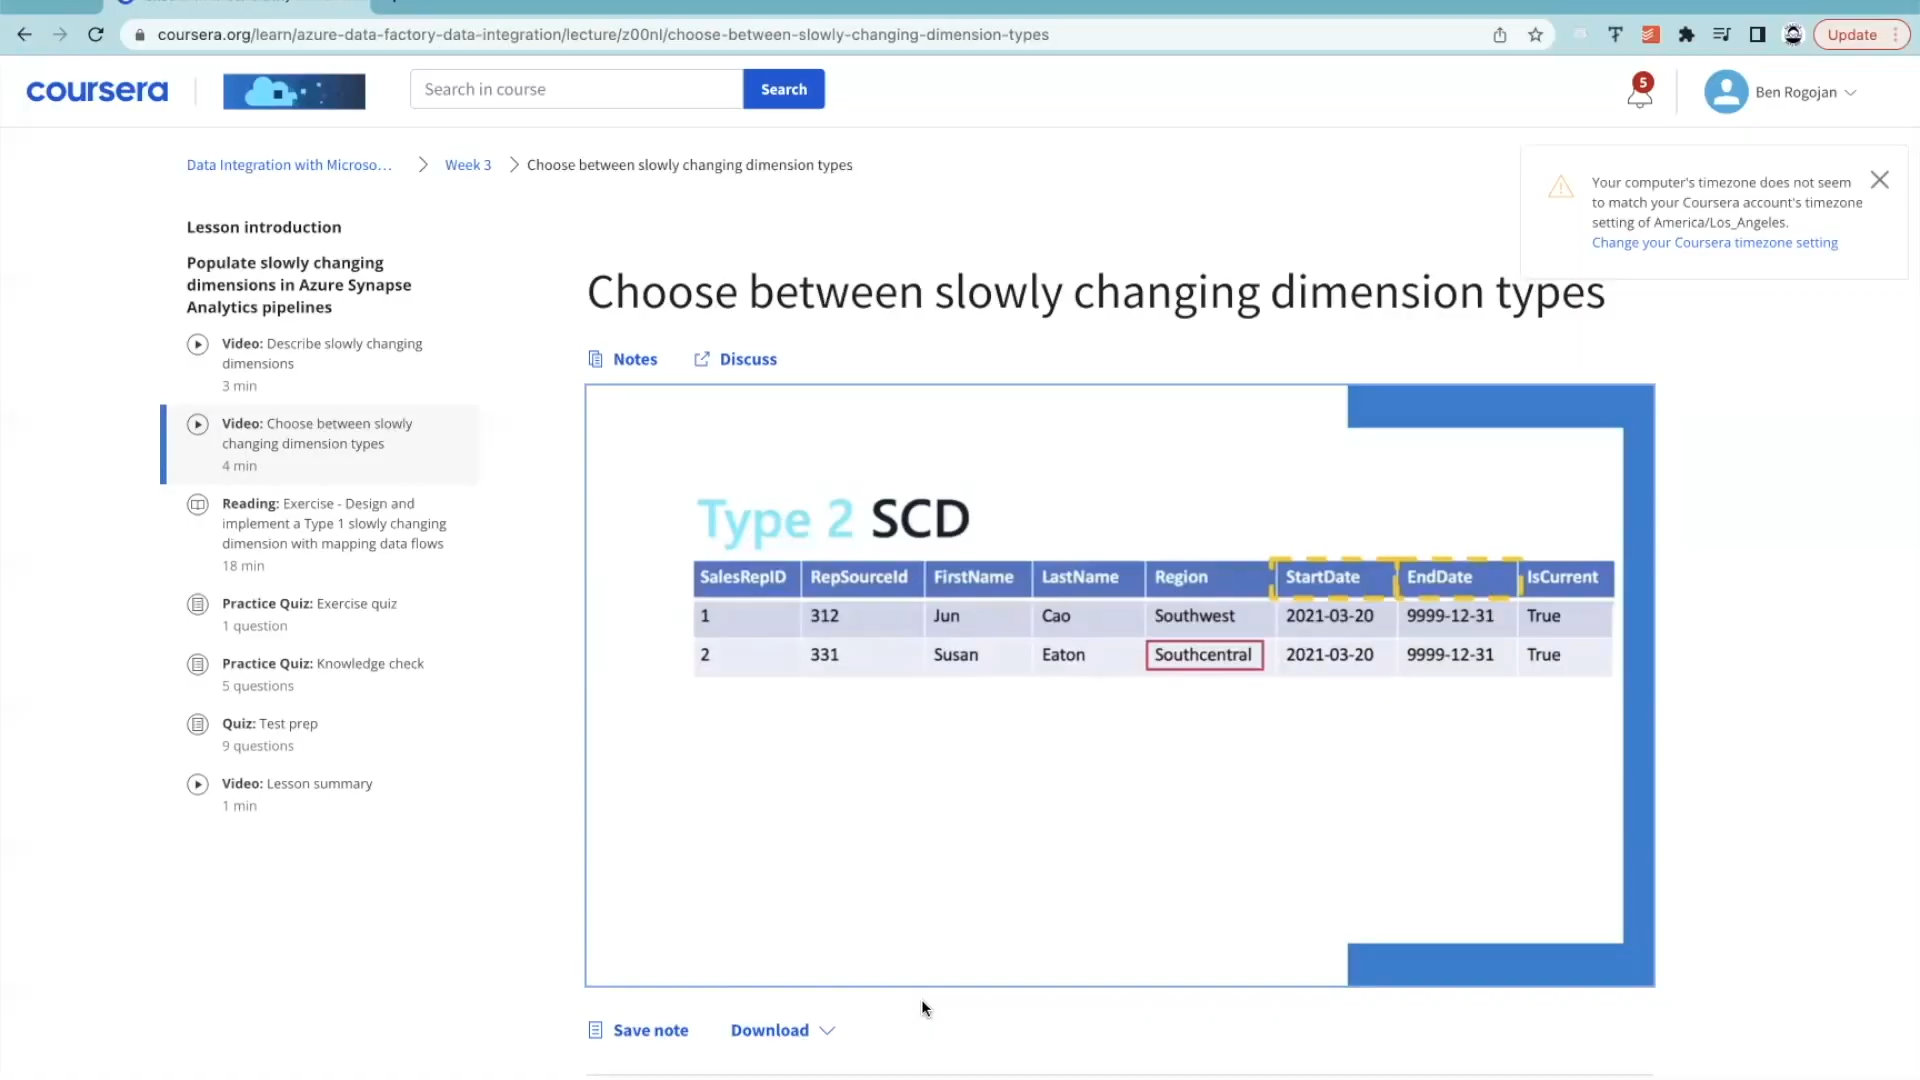 coursera.org/learn/azure-data-factory-data-integration/lecture/z00nl/choose-between-slowly-changing-dimension-types
Update
coursera
Search in course
Search
5
Ben Rogojan
Data Integration with Microso...
Week 3
Choose between slowly changing dimension types
Your computer's timezone does not seem
to match your Coursera account's timezone
setting of America/Los_Angeles.
Change your Coursera timezone setting
Lesson introduction
Populate slowly changing
dimensions in Azure Synapse
Analytics pipelines
Video: Describe slowly changing
dimensions
3 min
Video: Choose between slowly
changing dimension types
4 min
Reading: Exercise - Design and
implement a Type 1 slowly changing
dimension with mapping data flows
18 min
Practice Quiz: Exercise quiz
1 question
Practice Quiz: Knowledge check
5 questions
Quiz: Test prep
9 questions
Video: Lesson summary
1 min
Choose between slowly changing dimension types
Notes
Discuss
Type 2 SCD
SalesRepID RepSourceId FirstName LastName Region StartDate EndDate IsCurrent
1 312 Jun Cao Southwest 2021-03-20 9999-12-31 True
2 331 Susan Eaton Southcentral 2021-03-20 9999-12-31 True
Save note
Download